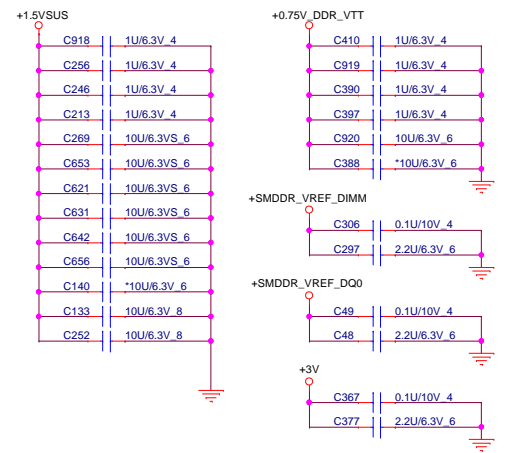 +1.5VSUS
C918 1U/6.3V_4
C256 1U/6.3V_4
C246 1U/6.3V_4
C213 1U/6.3V_4
C269 10U/6.3VS_6
C653 10U/6.3VS_6
C621 10U/6.3VS_6
C631 10U/6.3VS_6
C642 10U/6.3VS_6
C656 10U/6.3VS_6
C140 *10U/6.3V_6
C133 10U/6.3V_8
C252 10U/6.3V_8
+0.75V_DDR_VTT
C410 1U/6.3V_4
C919 1U/6.3V_4
C390 1U/6.3V_4
C397 1U/6.3V_4
C920 10U/6.3V_6
C388 *10U/6.3V_6
+SMDDR_VREF_DIMM
C306 0.1U/10V_4
C297 2.2U/6.3V_6
+SMDDR_VREF_DQ0
C49 0.1U/10V_4
C48 2.2U/6.3V_6
+3V
C367 0.1U/10V_4
C377 2.2U/6.3V_6